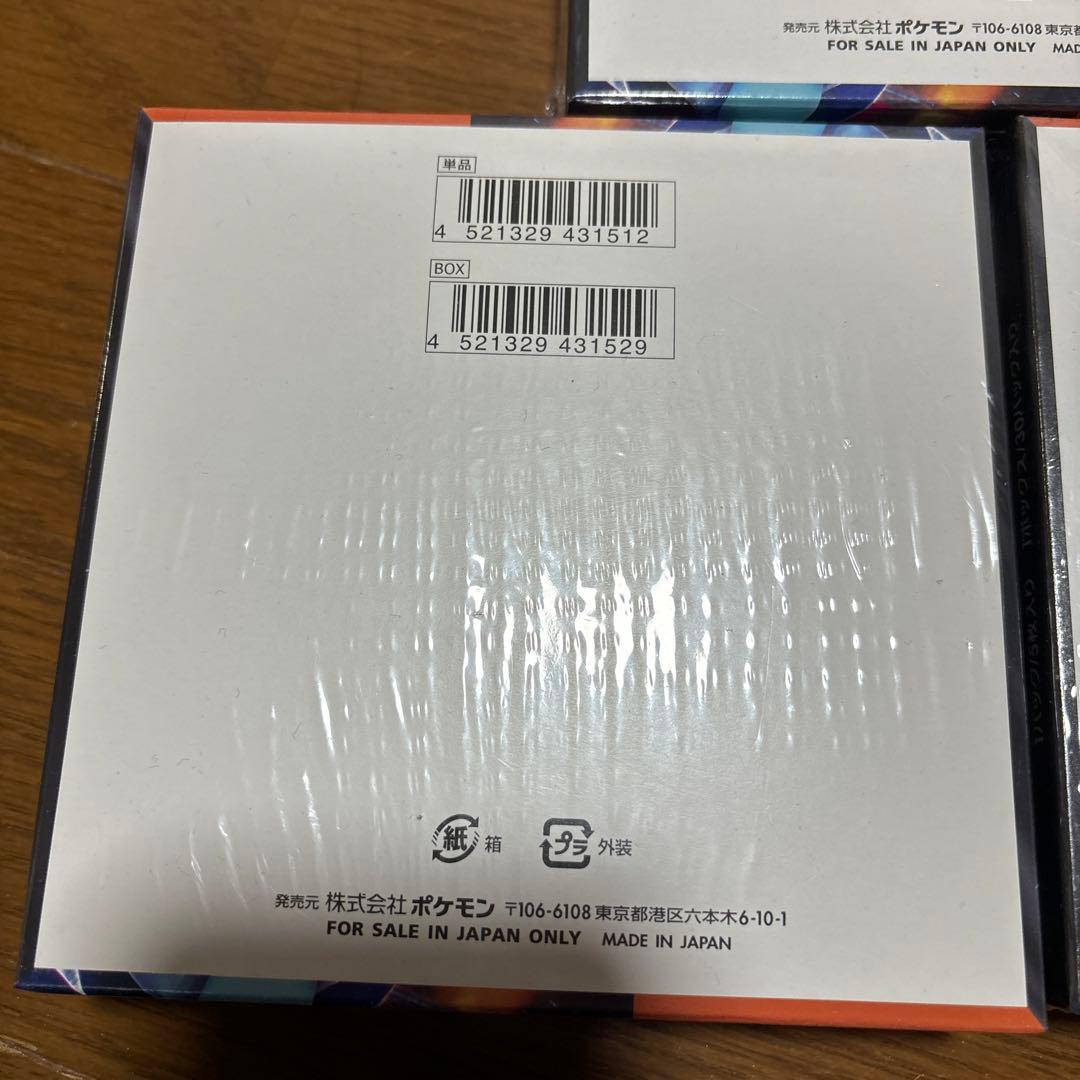 発売元 株式会社 ポケモン 〒106-6108 東京都
FOR SALE IN JAPAN ONLY MAD
単品
4 521329 431512
BOX
4 521329 431529
紙 箱 プラ 外装
発売元 株式会社 ポケモン 〒106-6108 東京都港区六本木6-10-1
FOR SALE IN JAPAN ONLY MADE IN JAPAN